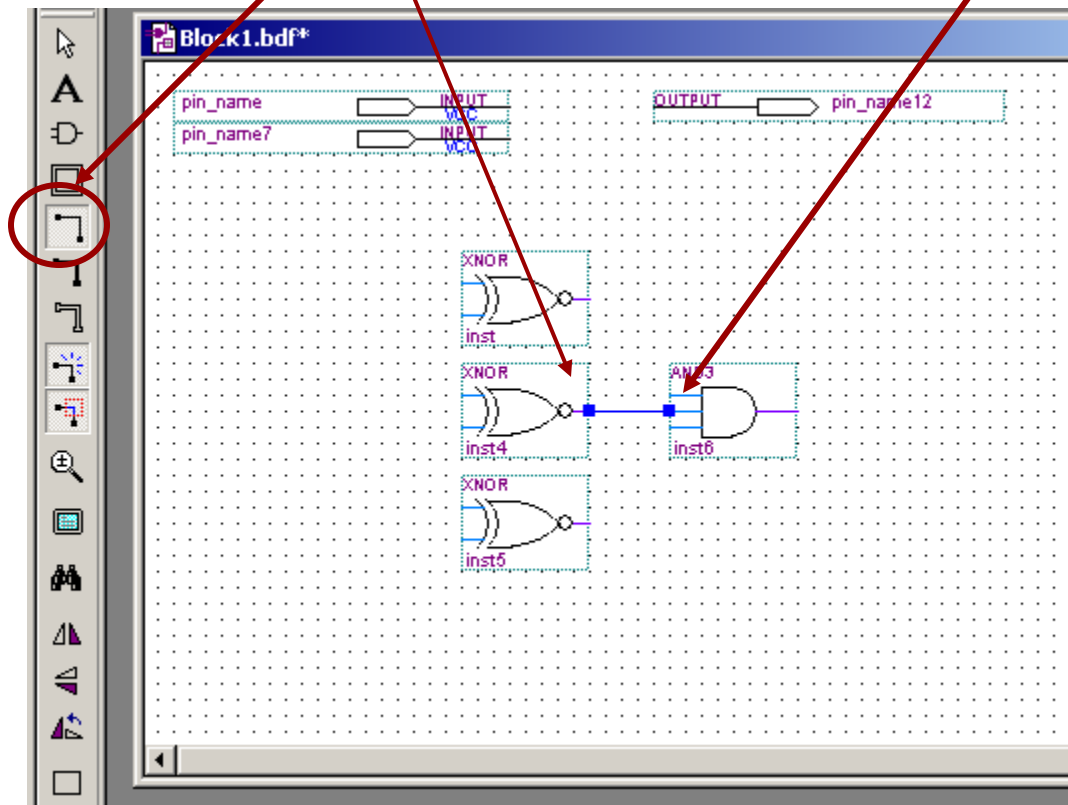 Block1.bdf*
A
pin_name INPUT VCC
OUTPUT pin_name12
pin_name7 INPUT VCC
XNOR
inst
XNOR
inst4
AND3
inst6
XNOR
inst5